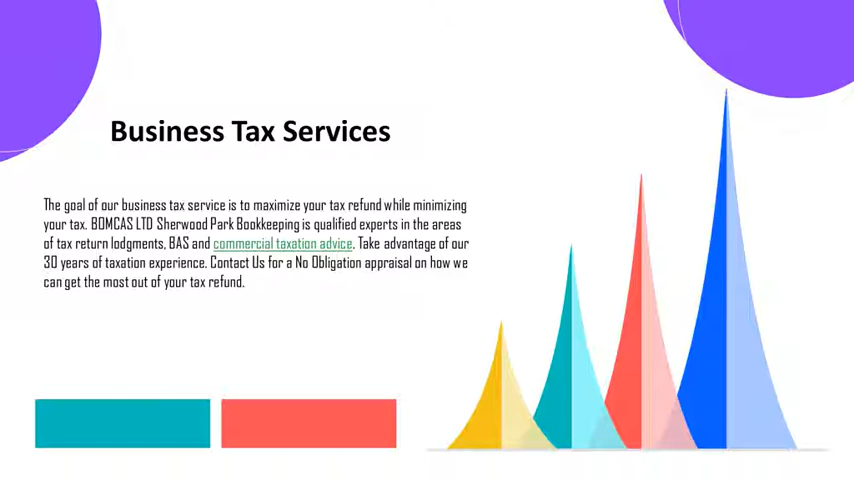 Business Tax Services
The goal of our business tax service is to maximize your tax refund while minimizing
your tax. BOMCAS LTD Sherwood Park Bookkeeping is qualified experts in the areas
of tax return lodgments, BAS and commercial taxation advice. Take advantage of our
30 years of taxation experience. Contact Us for a No Obligation appraisal on how we
can get the most out of your tax refund.